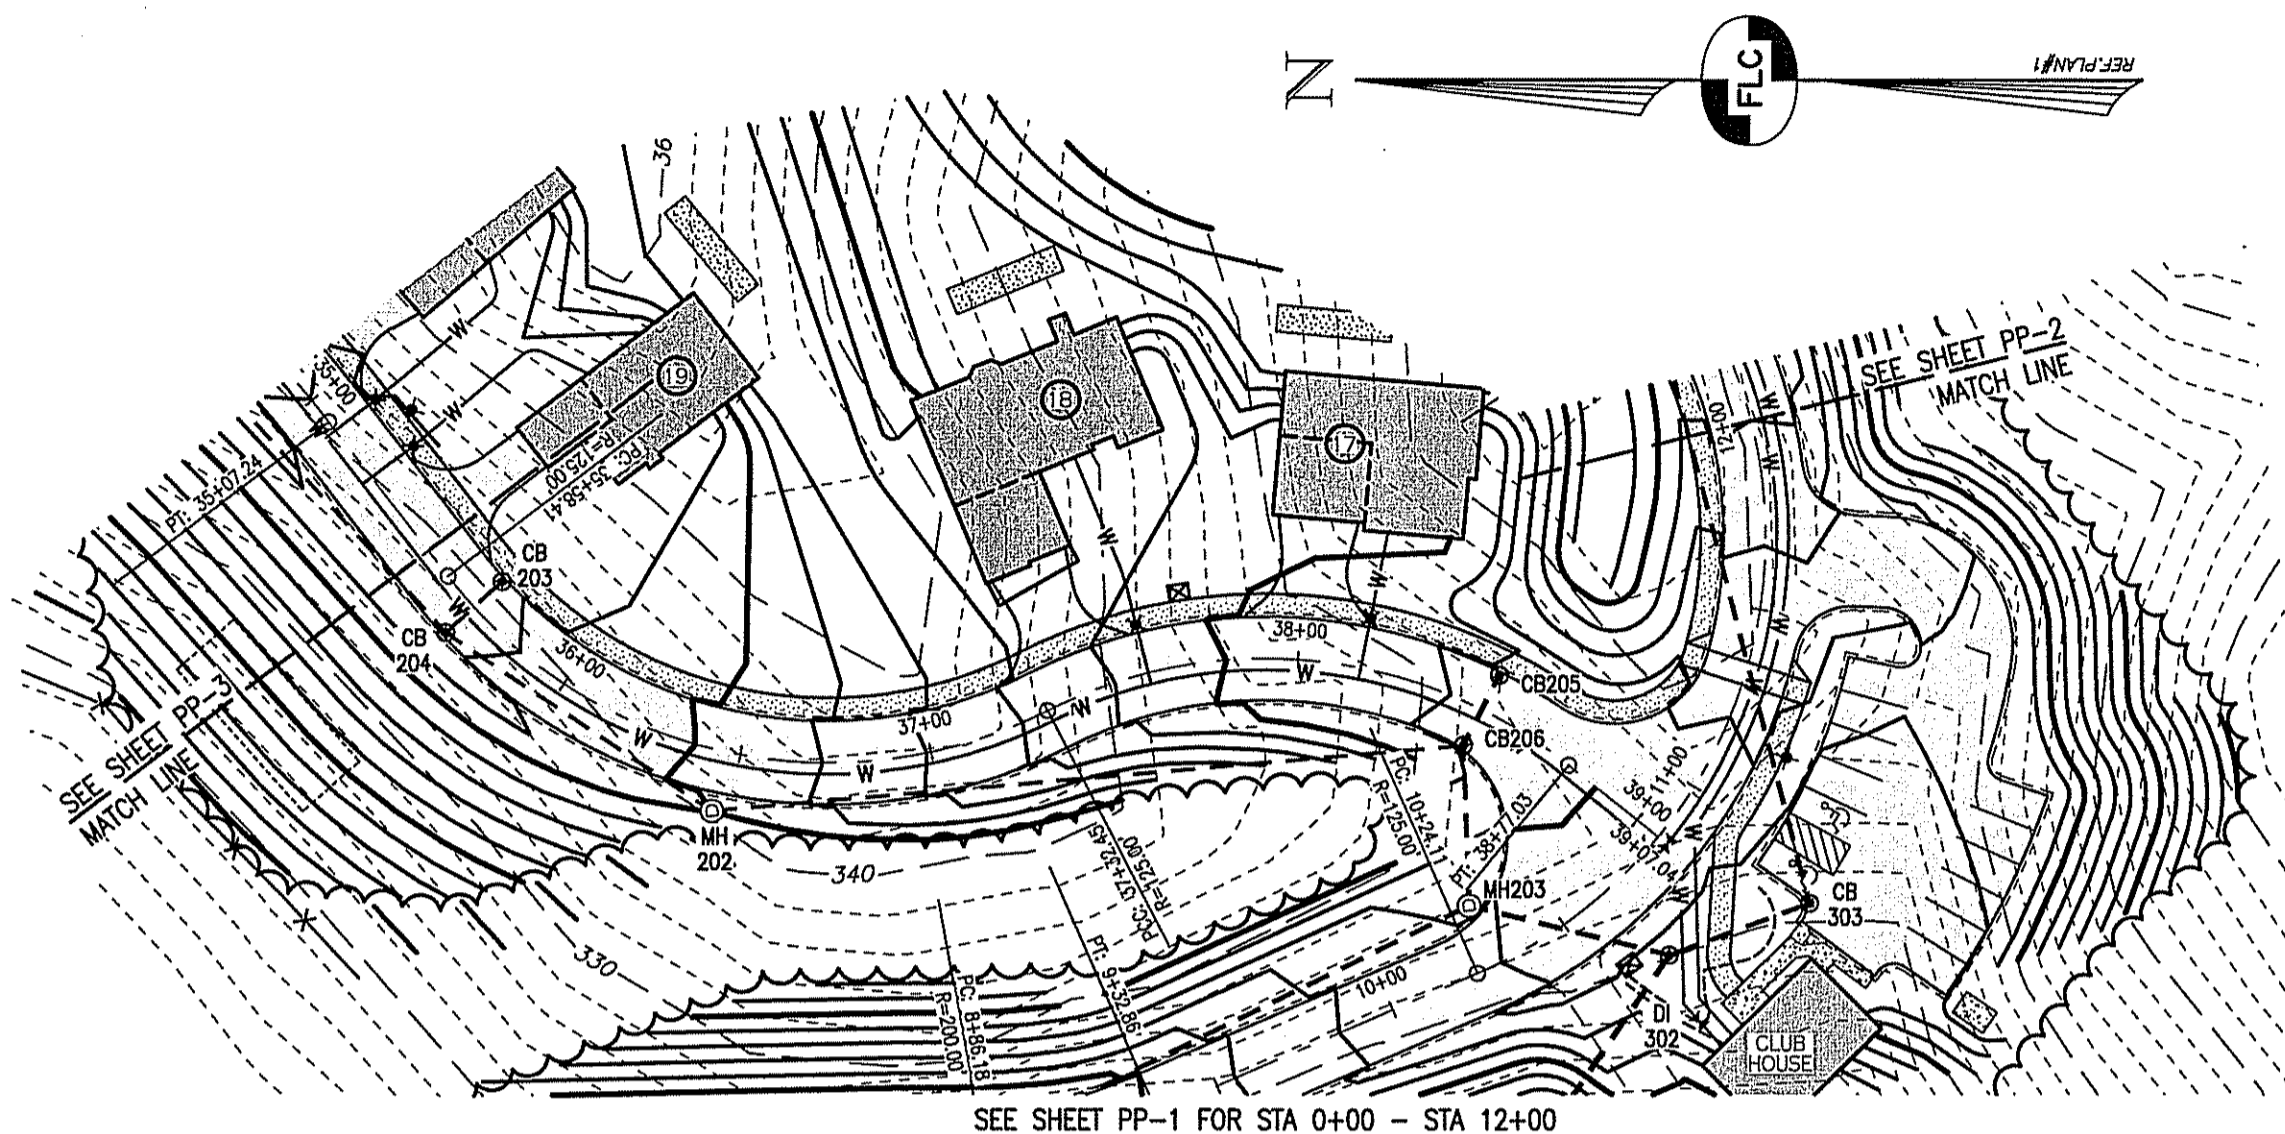 N
FLC
REF.PLAN#1
36
19
18
17
SEE SHEET PP-2
MATCH LINE
12+00
35+00
PT: 35+07.24
PC: 35+58.41
R=125.00
W
W
W
W
W
W
W
W
W
W
W
W
W
W
CB
203
CB
204
36+00
37+00
38+00
CB205
CB206
SEE SHEET PP-3
MATCH LINE
MH
202
340
330
PCC: 37+32.45
R=125.00
PC: 10+24.11
R=125.00
PT: 38+77.03
39+00
11+00
39+07.04
MH203
CB
303
PT: 9+32.86
PC: 8+86.18
R=200.00
10+00
DI
302
CLUB
HOUSE
SEE SHEET PP-1 FOR STA 0+00 - STA 12+00